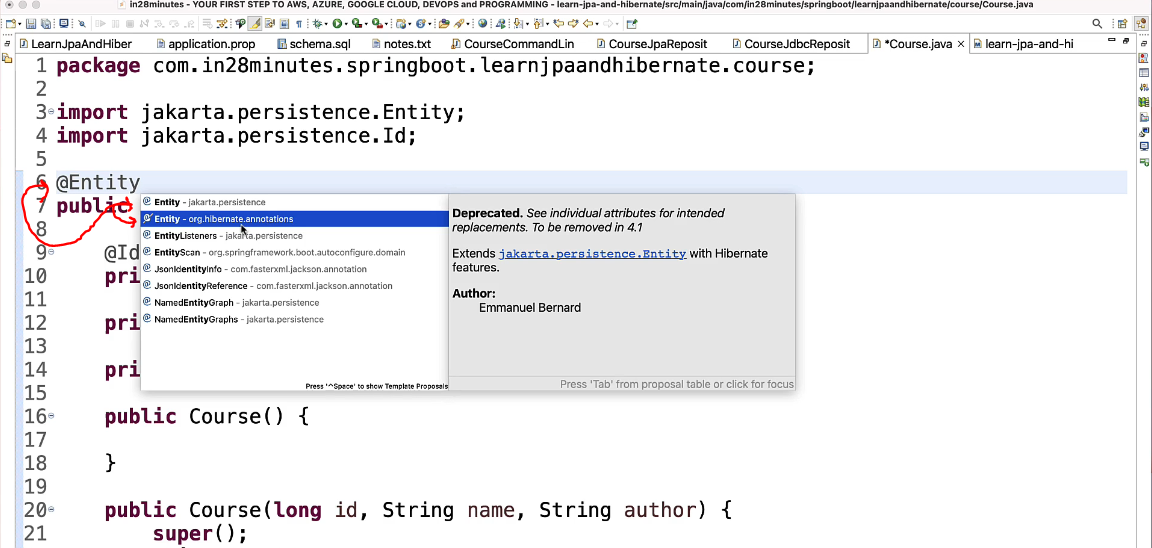 in28minutes - YOUR FIRST STEP TO AWS, AZURE, GOOGLE CLOUD, DEVOPS and PROGRAMMING - learn-jpa-and-hibernate/src/main/java/com/in28minutes/springboot/learnjpaandhibernate/course/Course.java
LearnJpaAndHiber application.prop schema.sql notes.txt CourseCommandLin CourseJpaReposit CourseJdbcReposit *Course.java learn-jpa-and-hi
1 package com.in28minutes.springboot.learnjpaandhibernate.course;
2
3 import jakarta.persistence.Entity;
4 import jakarta.persistence.Id;
5
6 @Entity
7 public
8
9 @Id
10 pri
11
12 pri
13
14 pri
15
16 public Course() {
17
18 }
19
20 public Course(long id, String name, String author) {
21 super();
Entity - jakarta.persistence
Entity - org.hibernate.annotations
EntityListeners - jakarta.persistence
EntityScan - org.springframework.boot.autoconfigure.domain
JsonIdentityInfo - com.fasterxml.jackson.annotation
JsonIdentityReference - com.fasterxml.jackson.annotation
NamedEntityGraph - jakarta.persistence
NamedEntityGraphs - jakarta.persistence
Press '^Space' to show Template Proposals
Deprecated. See individual attributes for intended
replacements. To be removed in 4.1
Extends jakarta.persistence.Entity with Hibernate
features.
Author:
Emmanuel Bernard
Press 'Tab' from proposal table or click for focus